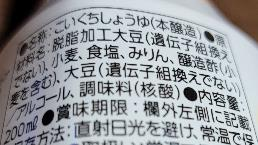 ●名称:こいくちしょうゆ(本醸造)●
材料名:脱脂加工大豆(遺伝子組換え
でない)、小麦、食塩、みりん、醸造酢(小
麦を含む)、大豆(遺伝子組換えでない)
/アルコール、調味料(核酸)●内容量:
200ml●賞味期限:欄外左側に記載
保存方法:直射日光を避け、常温で保